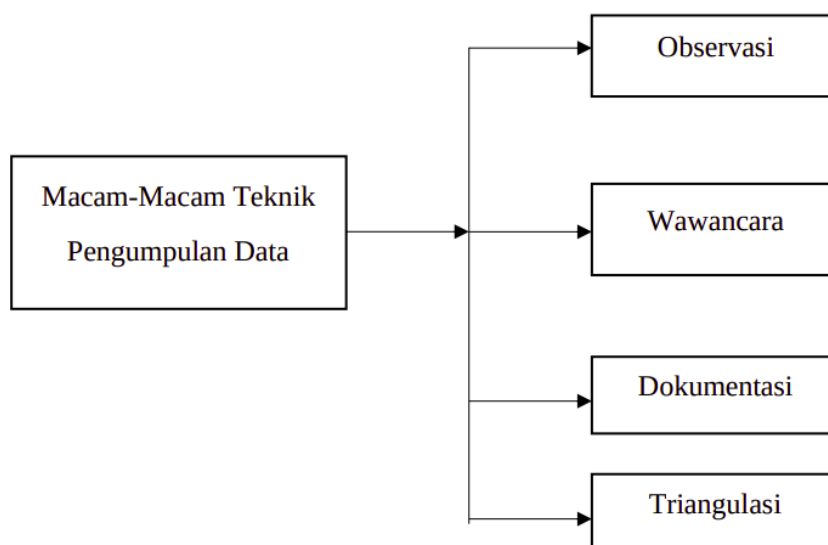 Macam-Macam Teknik
Pengumpulan Data
Observasi
Wawancara
Dokumentasi
Triangulasi